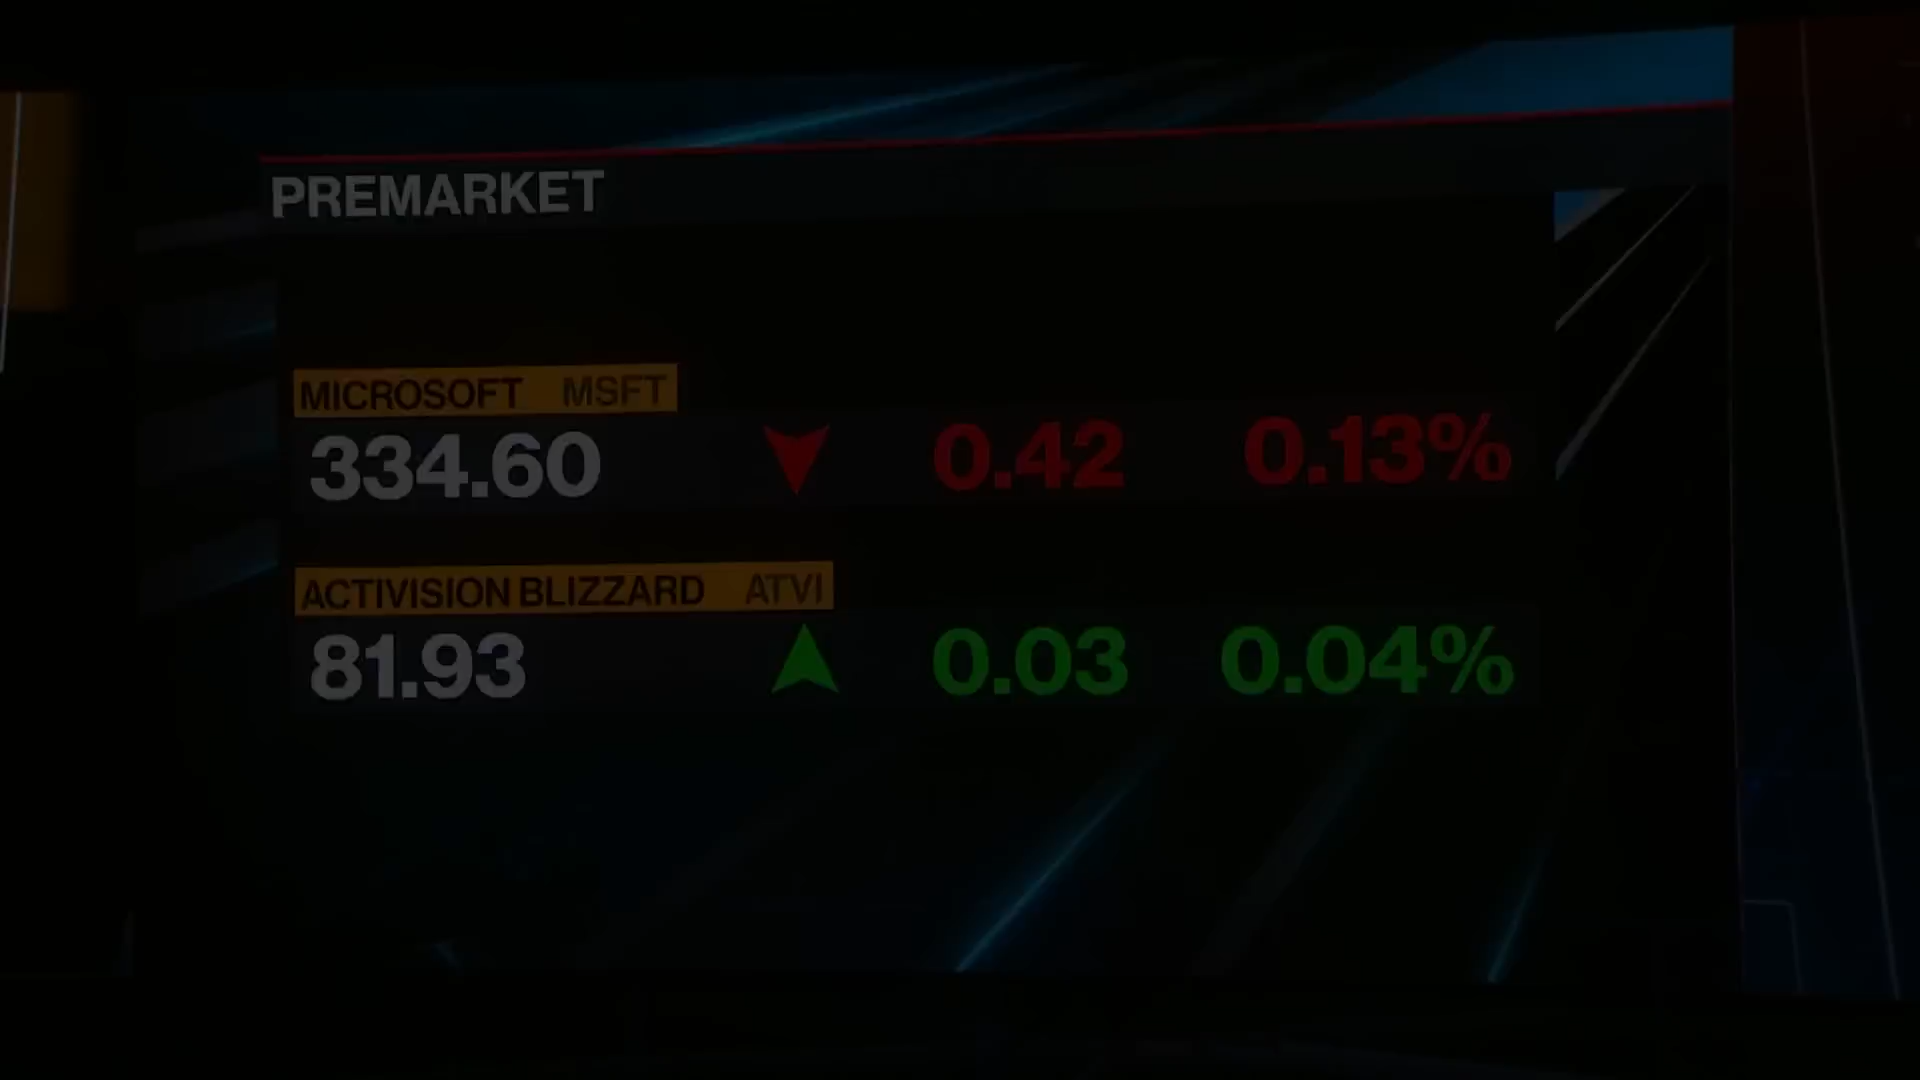 PREMARKET
MICROSOFT MSFT
334.60 0.42 0.13%
ACTIVISION BLIZZARD ATVI
81.93 0.03 0.04%